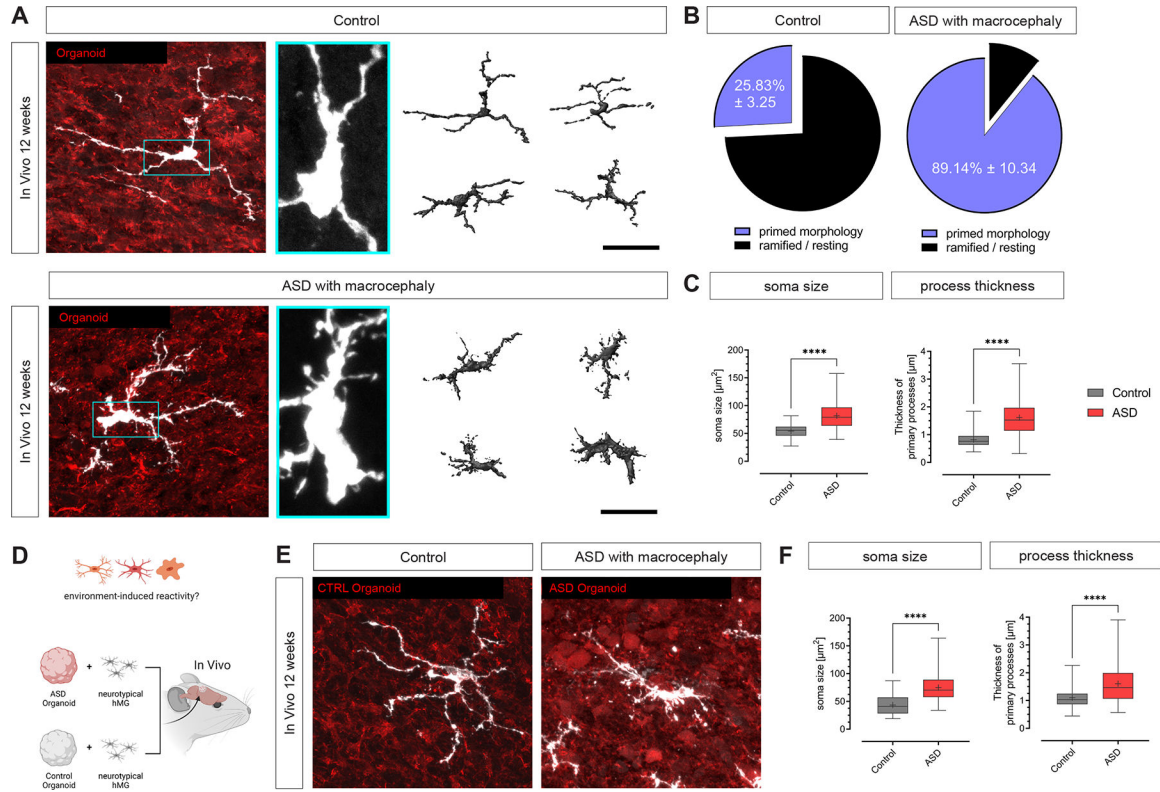 A
Control
In Vivo 12 weeks
Organoid
ASD with macrocephaly
In Vivo 12 weeks
Organoid
B
Control
ASD with macrocephaly
25.83%
± 3.25
89.14% ± 10.34
primed morphology
ramified / resting
primed morphology
ramified / resting
C
soma size
process thickness
soma size [µm²]
200
150
100
50
0
****
Control
ASD
Thickness of
primary processes [µm]
4
3
2
1
0
****
Control
ASD
Control
ASD
D
environment-induced reactivity?
ASD
Organoid
+
neurotypical
hMG
In Vivo
Control
Organoid
+
neurotypical
hMG
E
Control
ASD with macrocephaly
In Vivo 12 weeks
CTRL Organoid
ASD Organoid
F
soma size
process thickness
soma size [µm²]
200
150
100
50
0
****
Control
ASD
Thickness of
primary processes [µm]
4
3
2
1
0
****
Control
ASD